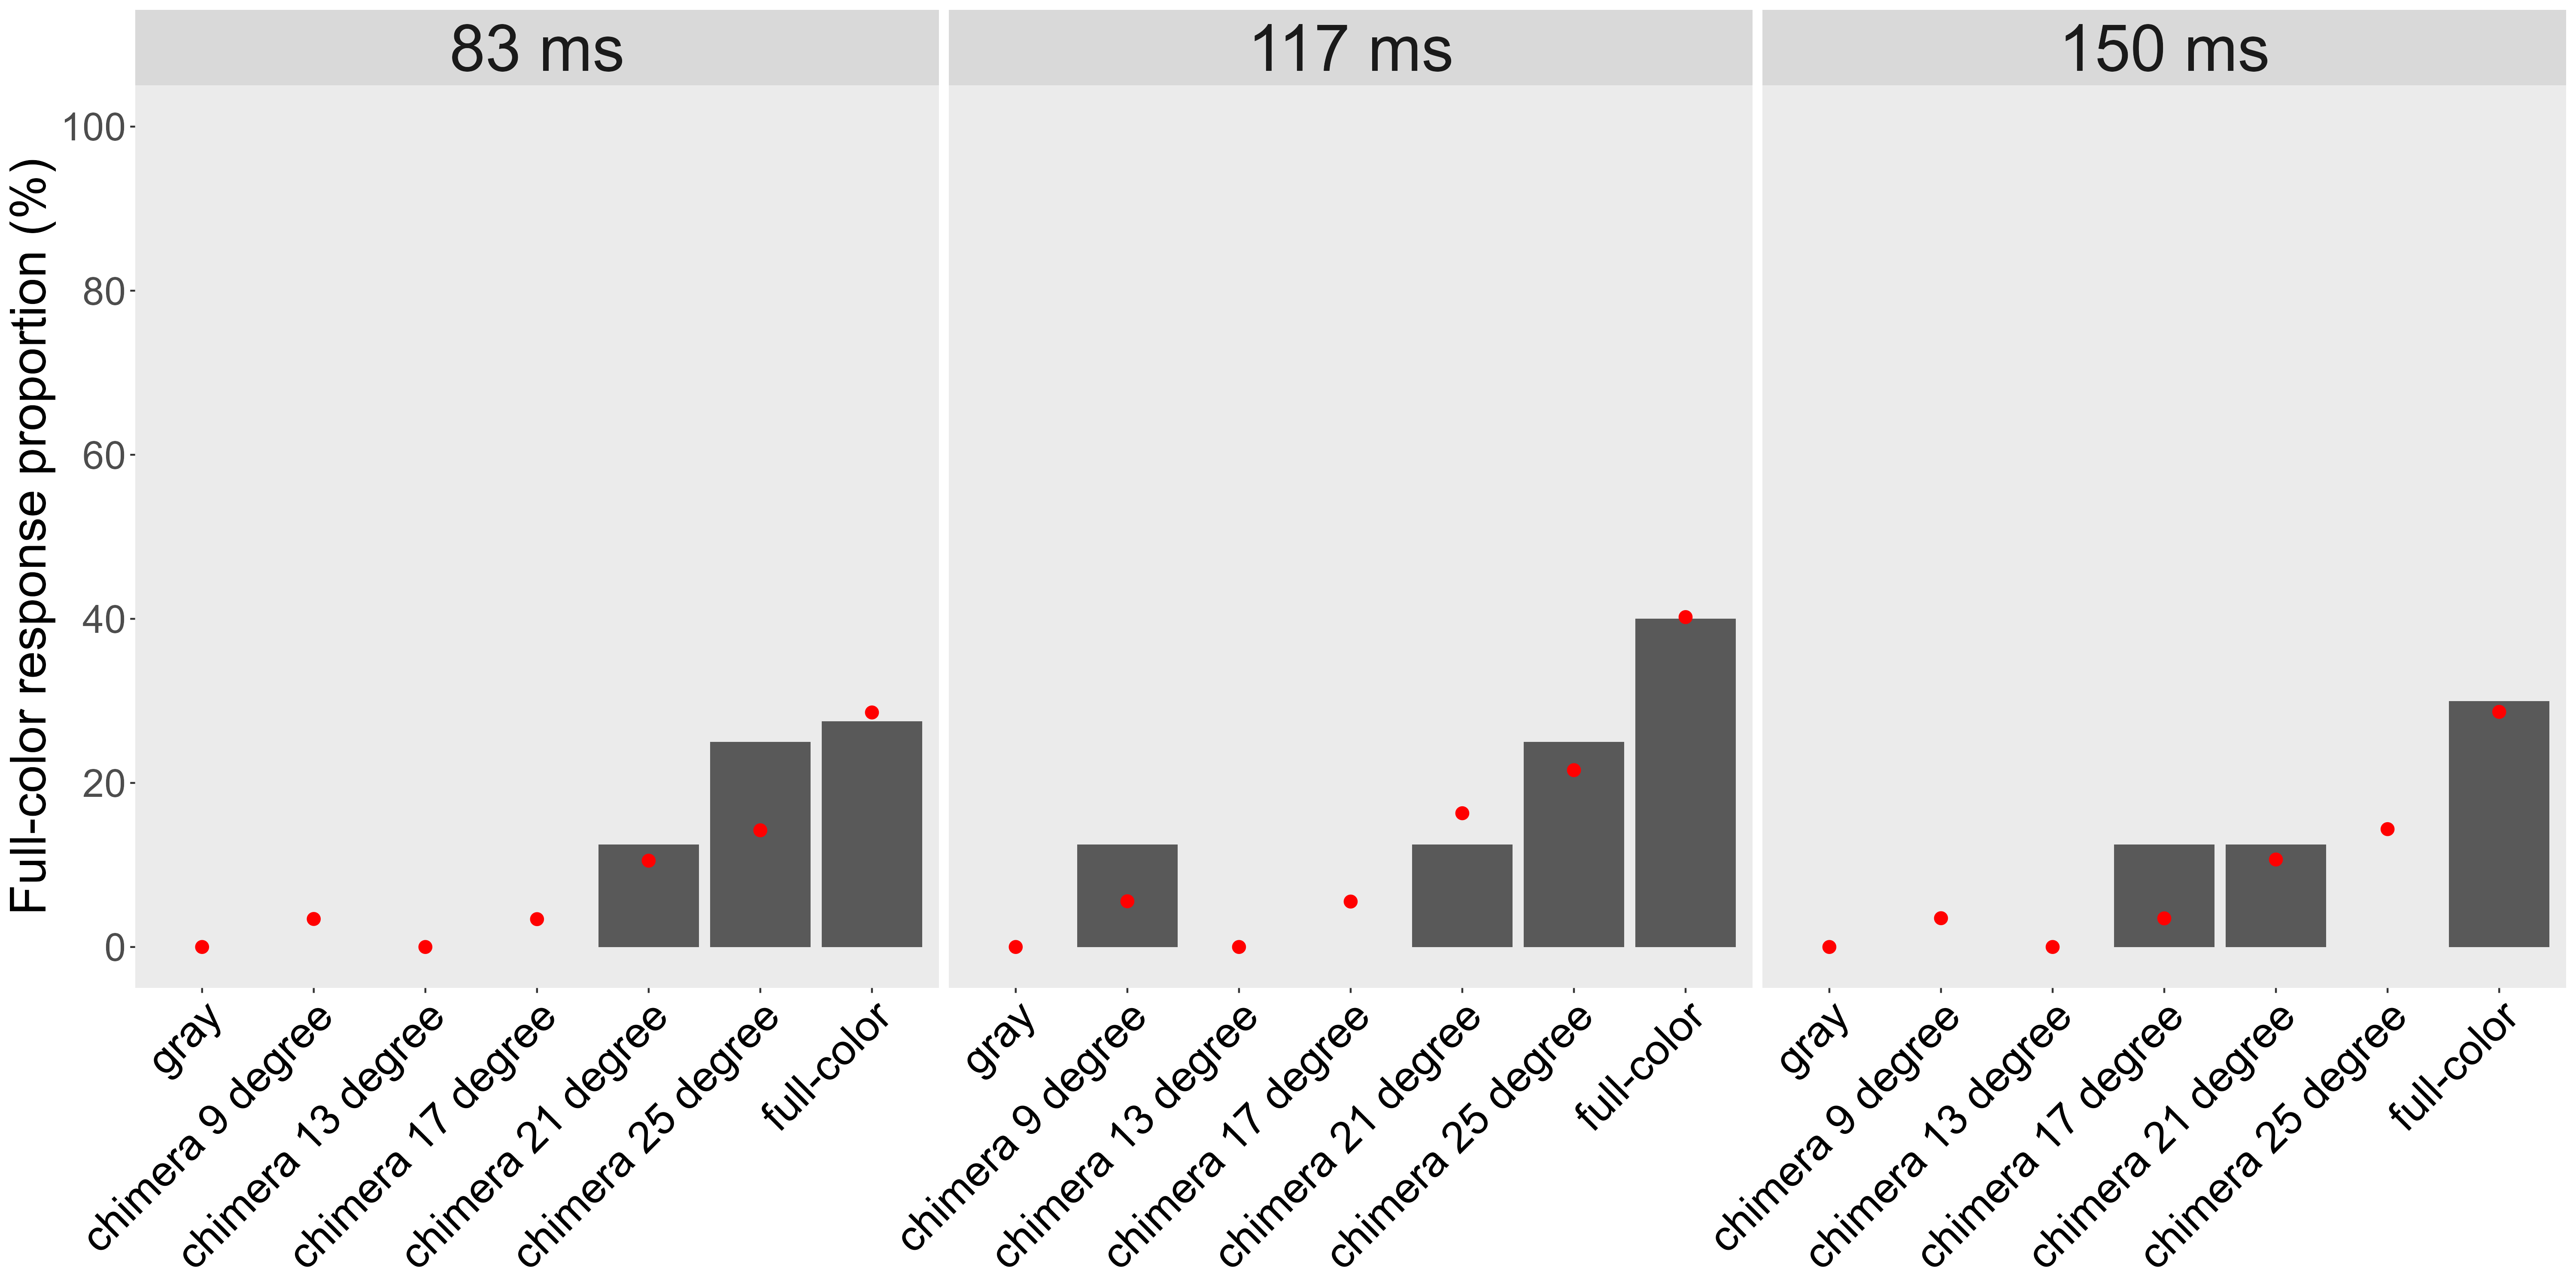 83 ms
117 ms
150 ms
Full-color response proportion (%)
100
80
60
40
20
0
gray
chimera 9 degree
chimera 13 degree
chimera 17 degree
chimera 21 degree
chimera 25 degree
full-color
gray
chimera 9 degree
chimera 13 degree
chimera 17 degree
chimera 21 degree
chimera 25 degree
full-color
gray
chimera 9 degree
chimera 13 degree
chimera 17 degree
chimera 21 degree
chimera 25 degree
full-color